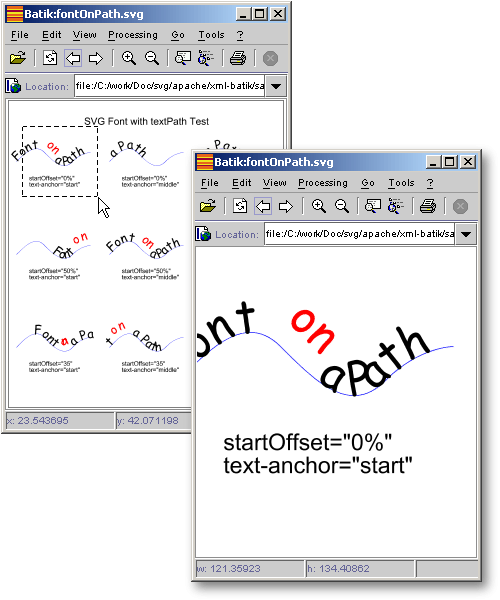 Batik:fontOnPath.svg
File Edit View Processing Go Tools ?
Location: file:/C:/work/Doc/svg/apache/xml-batik/sa
SVG Font with textPath Test
Font on aPath
startOffset="0%"
text-anchor="start"
aPath
startOffset="0%"
text-anchor="middle"
aPa
Font on
startOffset="50%"
text-anchor="start"
Font on aPath
startOffset="50%"
text-anchor="middle"
Font a aPa
startOffset="35"
text-anchor="start"
t on aPath
startOffset="35"
text-anchor="middle"
x: 23.543695
y: 42.071198
Batik:fontOnPath.svg
File Edit View Processing Go Tools ?
Location: file:/C:/work/Doc/svg/apache/xml-batik/sa
Font on aPath
startOffset="0%"
text-anchor="start"
w: 121.35923
h: 134.40862